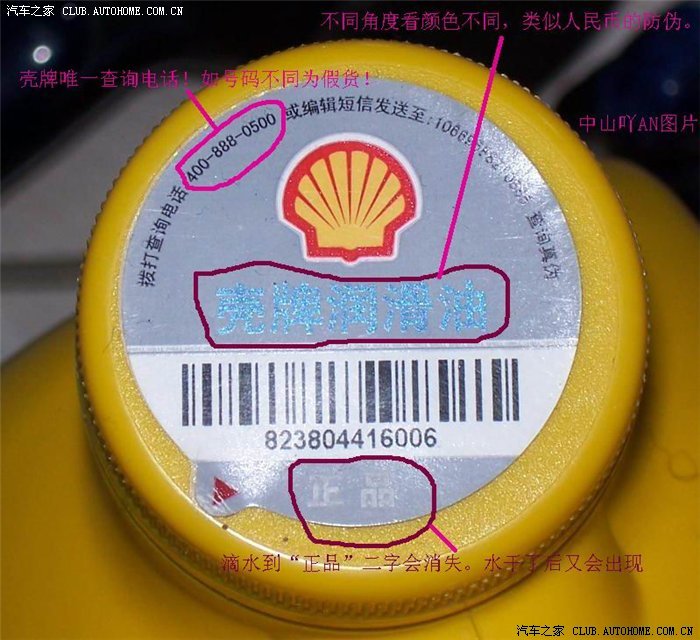 汽车之家 CLUB.AUTOHOME.COM.CN
不同角度看颜色不同，类似人民币的防伪。
壳牌唯一查询电话！如号码不同为假货！
中山吖AN图片
拨打查询电话 400-888-0500 或编辑短信发送至: 查询真伪
壳牌润滑油
823804416006
正品
滴水到“正品”二字会消失。水干了后又会出现
汽车之家 CLUB.AUTOHOME.COM.CN